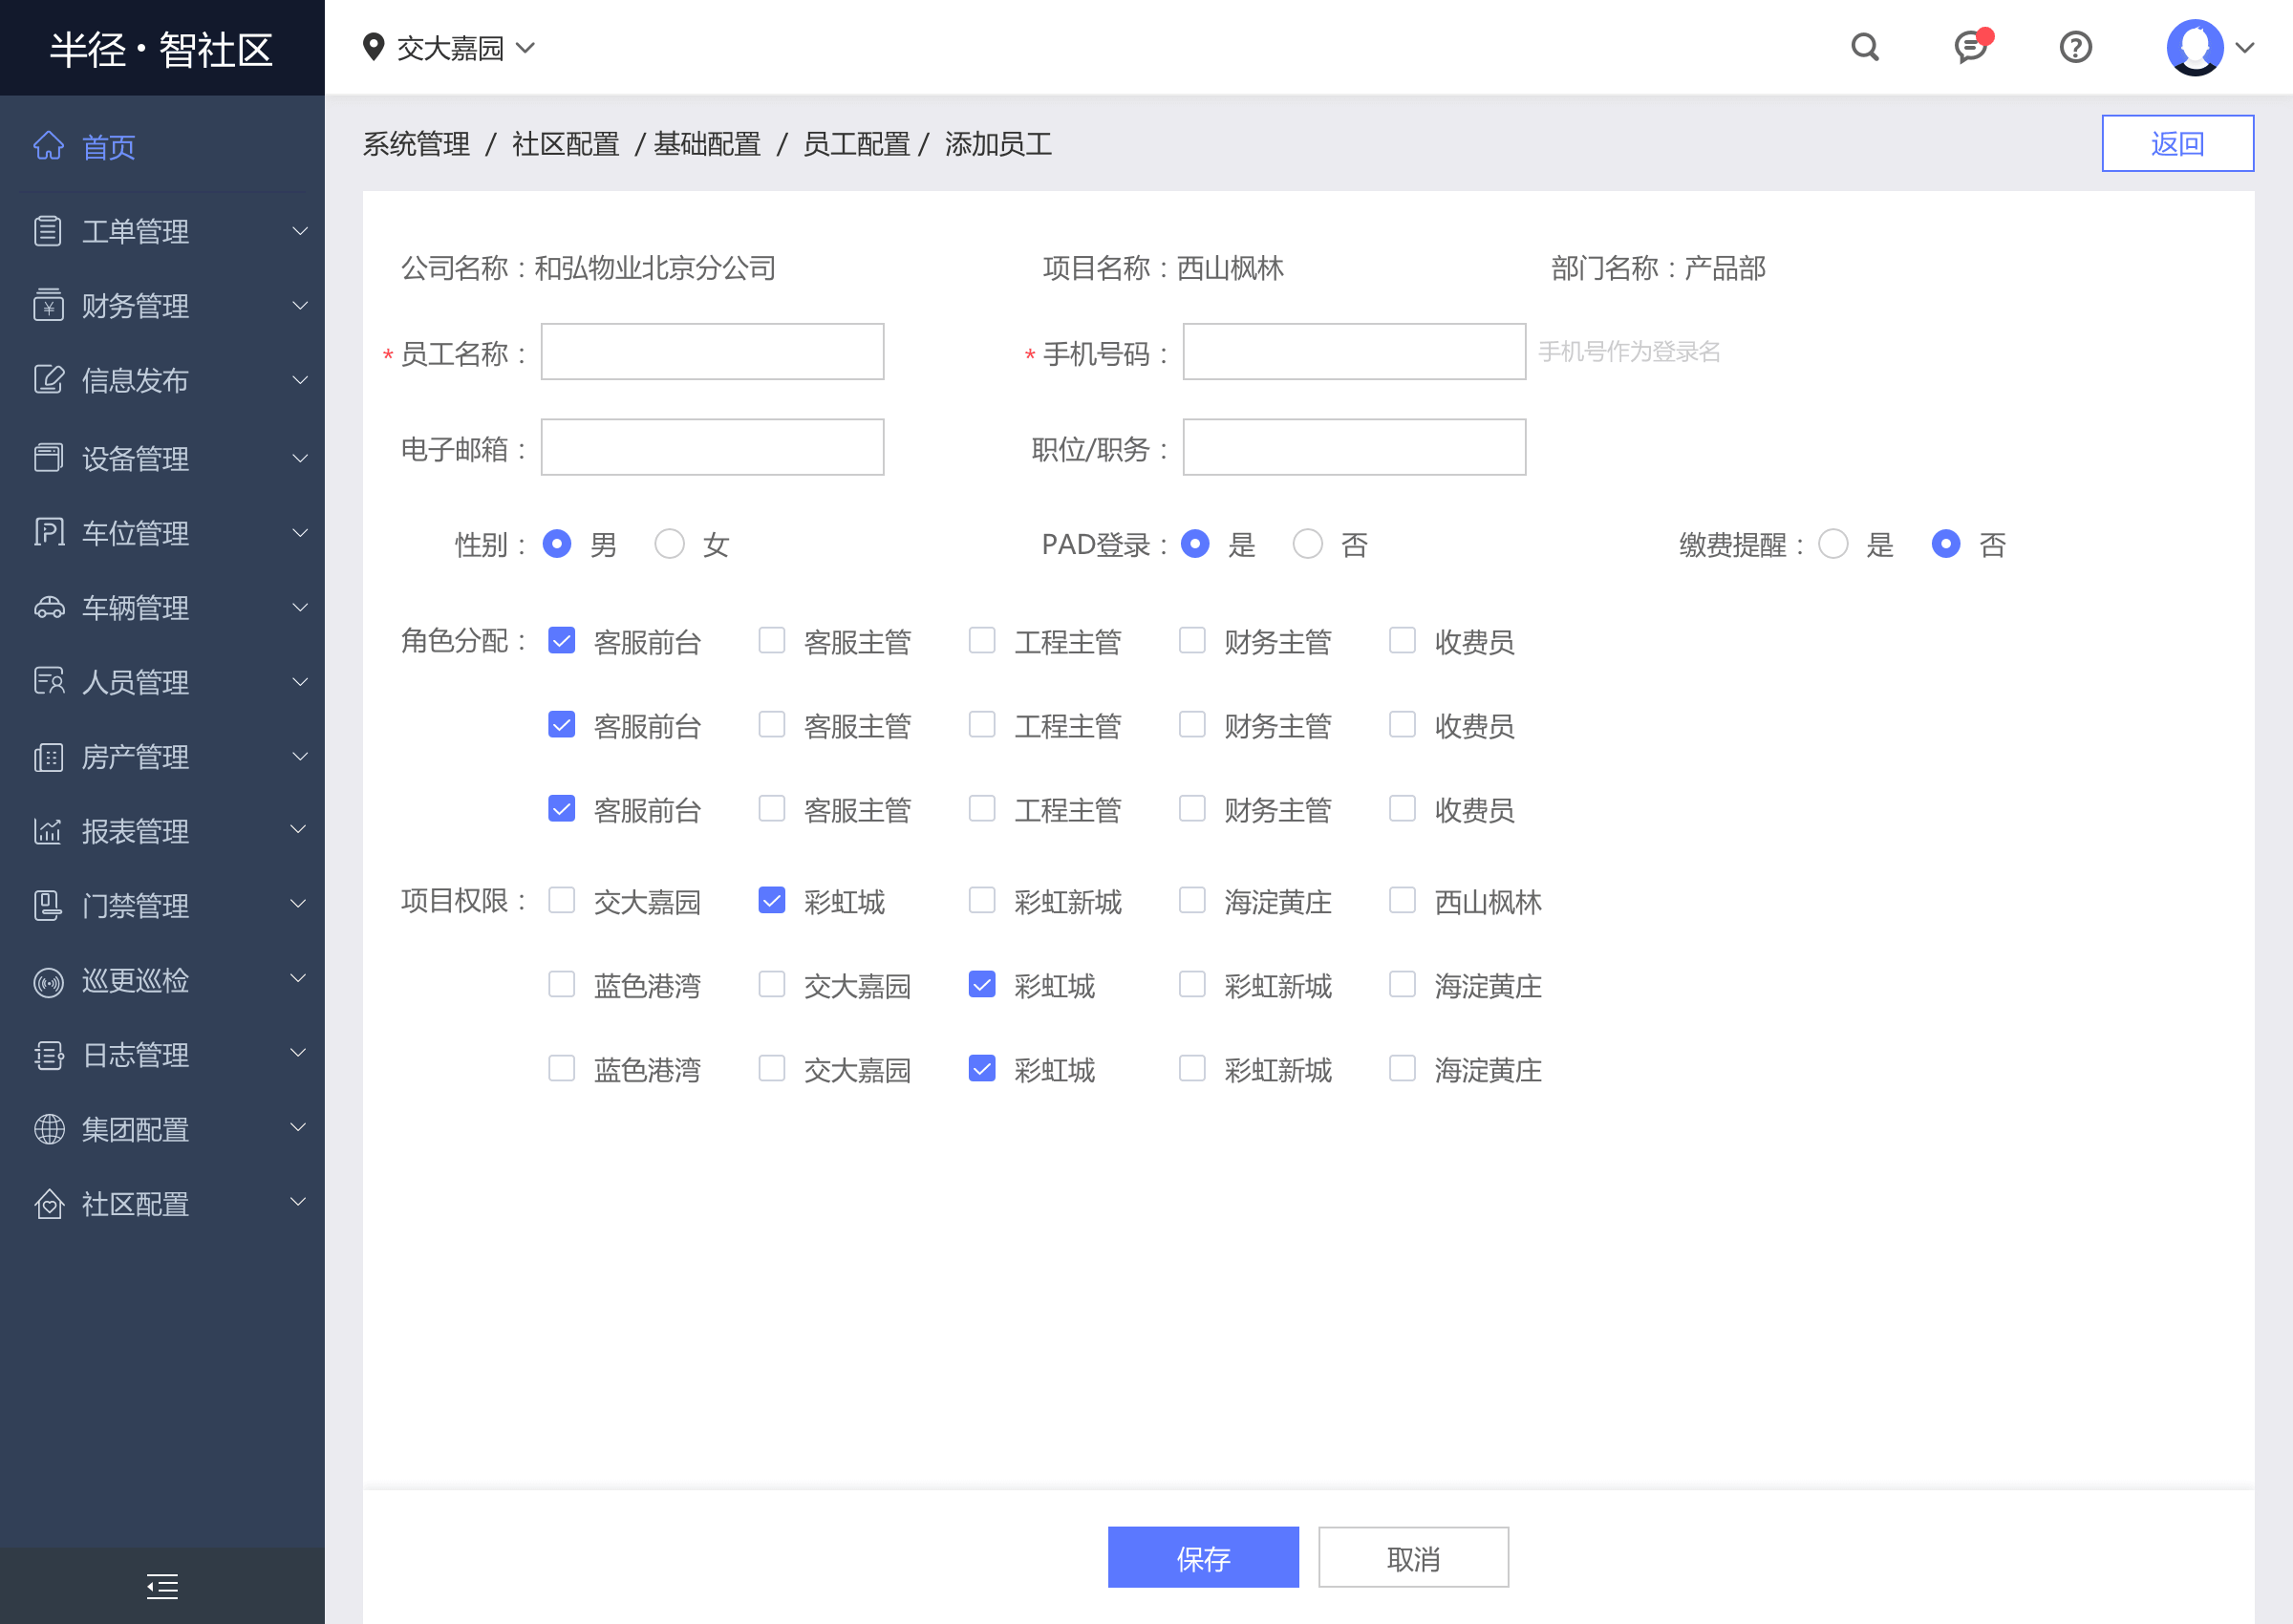 半径·智社区
交大嘉园
首页
工单管理
财务管理
信息发布
设备管理
车位管理
车辆管理
人员管理
房产管理
报表管理
门禁管理
巡更巡检
日志管理
集团配置
社区配置
系统管理 / 社区配置 / 基础配置 / 员工配置 / 添加员工
返回
公司名称：和弘物业北京分公司 项目名称：西山枫林 部门名称：产品部
* 员工名称： * 手机号码： 手机号作为登录名
电子邮箱： 职位/职务：
性别： 男 女 PAD登录： 是 否 缴费提醒： 是 否
角色分配： 客服前台 客服主管 工程主管 财务主管 收费员
客服前台 客服主管 工程主管 财务主管 收费员
客服前台 客服主管 工程主管 财务主管 收费员
项目权限： 交大嘉园 彩虹城 彩虹新城 海淀黄庄 西山枫林
蓝色港湾 交大嘉园 彩虹城 彩虹新城 海淀黄庄
蓝色港湾 交大嘉园 彩虹城 彩虹新城 海淀黄庄
保存 取消